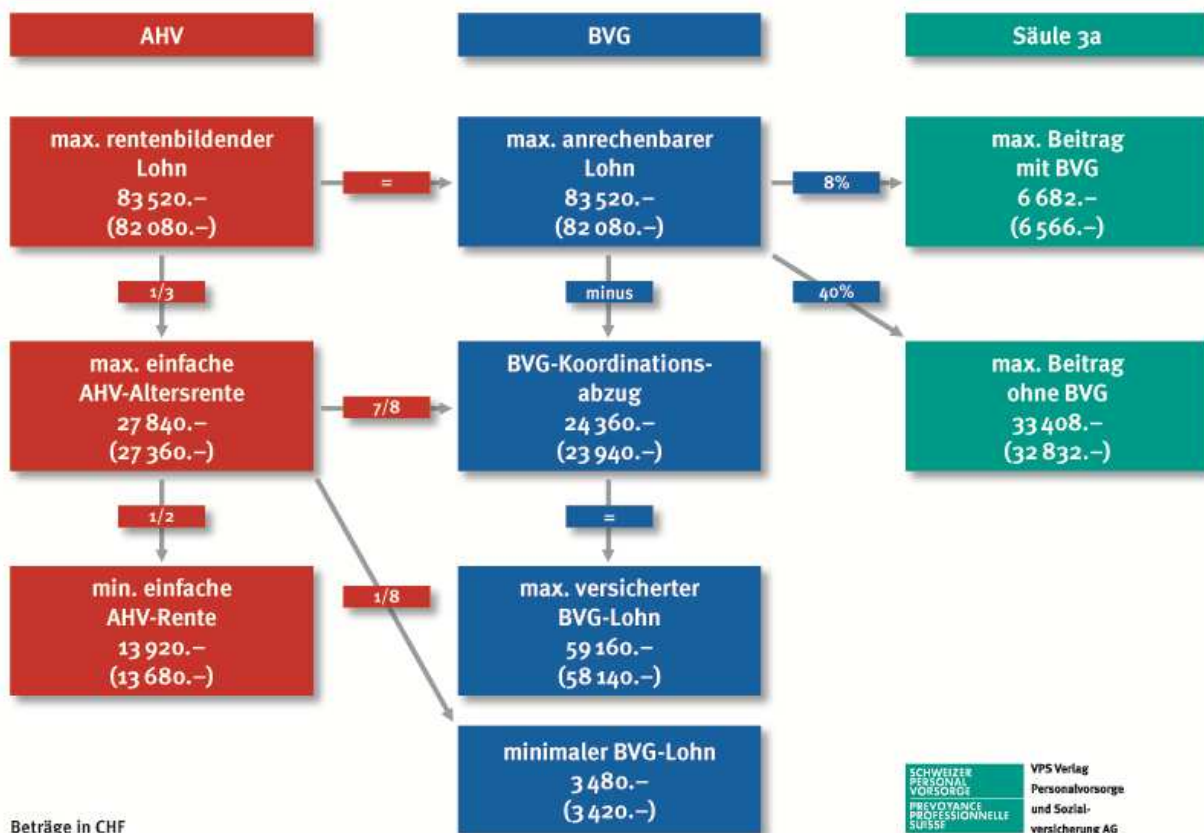 AHV
BVG
Säule 3a
max. rentenbildender
Lohn
83 520.–
(82 080.–)
=
max. anrechenbarer
Lohn
83 520.–
(82 080.–)
8%
max. Beitrag
mit BVG
6 682.–
(6 566.–)
1/3
minus
40%
max. einfache
AHV-Altersrente
27 840.–
(27 360.–)
7/8
BVG-Koordinations-
abzug
24 360.–
(23 940.–)
max. Beitrag
ohne BVG
33 408.–
(32 832.–)
1/2
=
min. einfache
AHV-Rente
13 920.–
(13 680.–)
1/8
max. versicherter
BVG-Lohn
59 160.–
(58 140.–)
minimaler BVG-Lohn
3 480.–
(3 420.–)
Beträge in CHF
SCHWEIZER
PERSONAL
VORSORGE
PREVOYANCE
PROFESSIONNELLE
SUISSE
VPS Verlag
Personalvorsorge
und Sozial-
versicherung AG